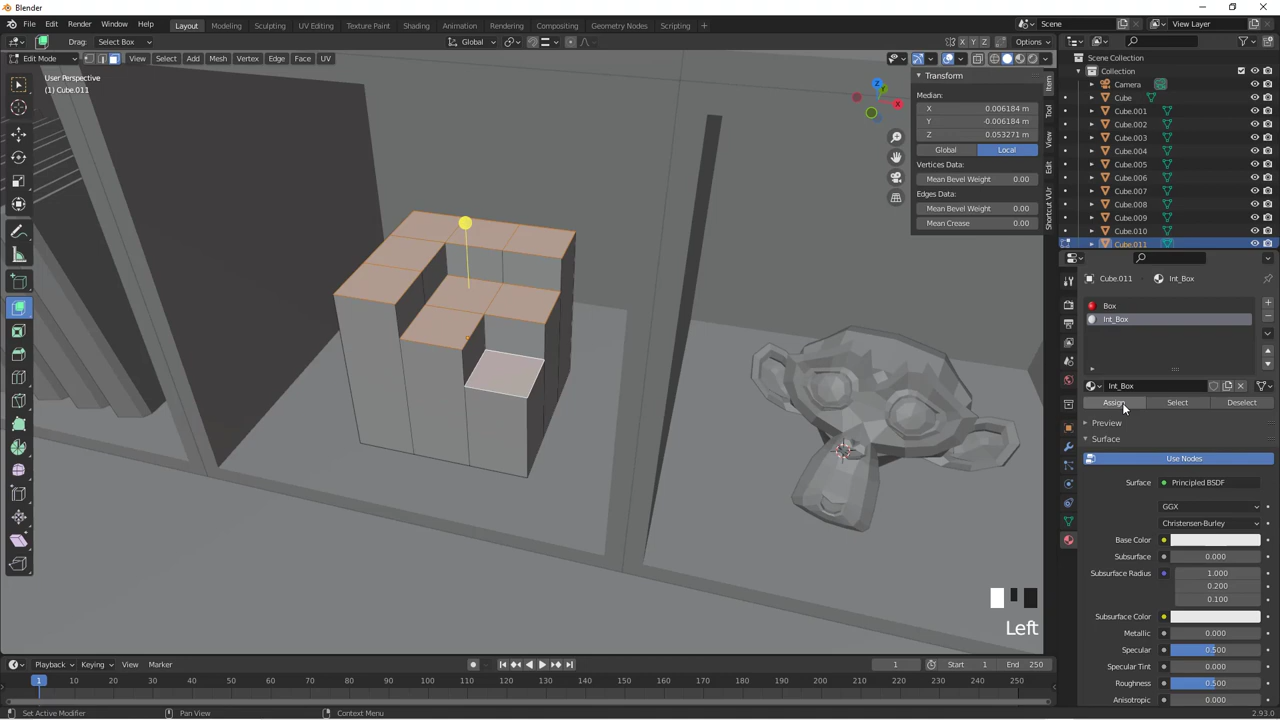 Blender
File Edit Render Window Help
Layout Modeling Sculpting UV Editing Texture Paint Shading Animation Rendering Compositing Geometry Nodes Scripting +
Scene
View Layer
Drag: Select Box
Global
X Y Z
Options
Edit Mode
View Select Add Mesh Vertex Edge Face UV
User Perspective
(1) Cube.011
Z
X
Transform
Median:
X 0.006184 m
Y -0.006184 m
Z 0.053271 m
Global Local
Vertices Data:
Mean Bevel Weight 0.00
Edges Data:
Mean Bevel Weight 0.00
Mean Crease 0.00
Item
Tool
View
Edit
Shortcut VUr
Left
Scene Collection
Collection
Camera
Cube
Cube.001
Cube.002
Cube.003
Cube.004
Cube.005
Cube.006
Cube.007
Cube.008
Cube.009
Cube.010
Cube.011
Cube.011 > Int_Box
Box
Int_Box
Int_Box
Assign Select Deselect
Preview
Surface
Use Nodes
Surface Principled BSDF
GGX
Christensen-Burley
Base Color
Subsurface 0.000
Subsurface Radius 1.000
0.200
0.100
Subsurface Color
Metallic 0.000
Specular 0.500
Specular Tint 0.000
Roughness 0.500
Anisotropic 0.000
Playback Keying View Marker
1 Start 1 End 250
1 10 20 30 40 50 60 70 80 90 100 110 120 130 140 150 160 170 180 190 200 210 220 230 240 250
Set Active Modifier Pan View Context Menu
2.93.0